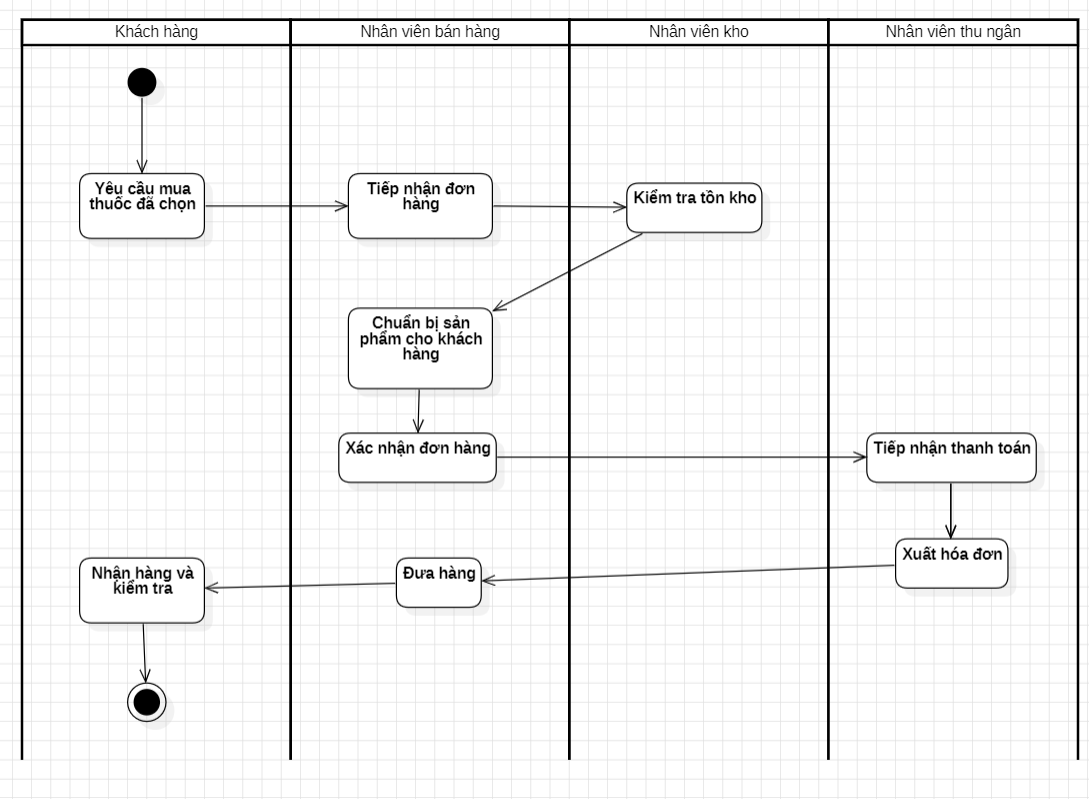 Khách hàng
Nhân viên bán hàng
Nhân viên kho
Nhân viên thu ngân
Yêu cầu mua
thuốc đã chọn
Tiếp nhận đơn
hàng
Kiểm tra tồn kho
Chuẩn bị sản
phẩm cho khách
hàng
Xác nhận đơn hàng
Tiếp nhận thanh toán
Xuất hóa đơn
Đưa hàng
Nhận hàng và
kiểm tra